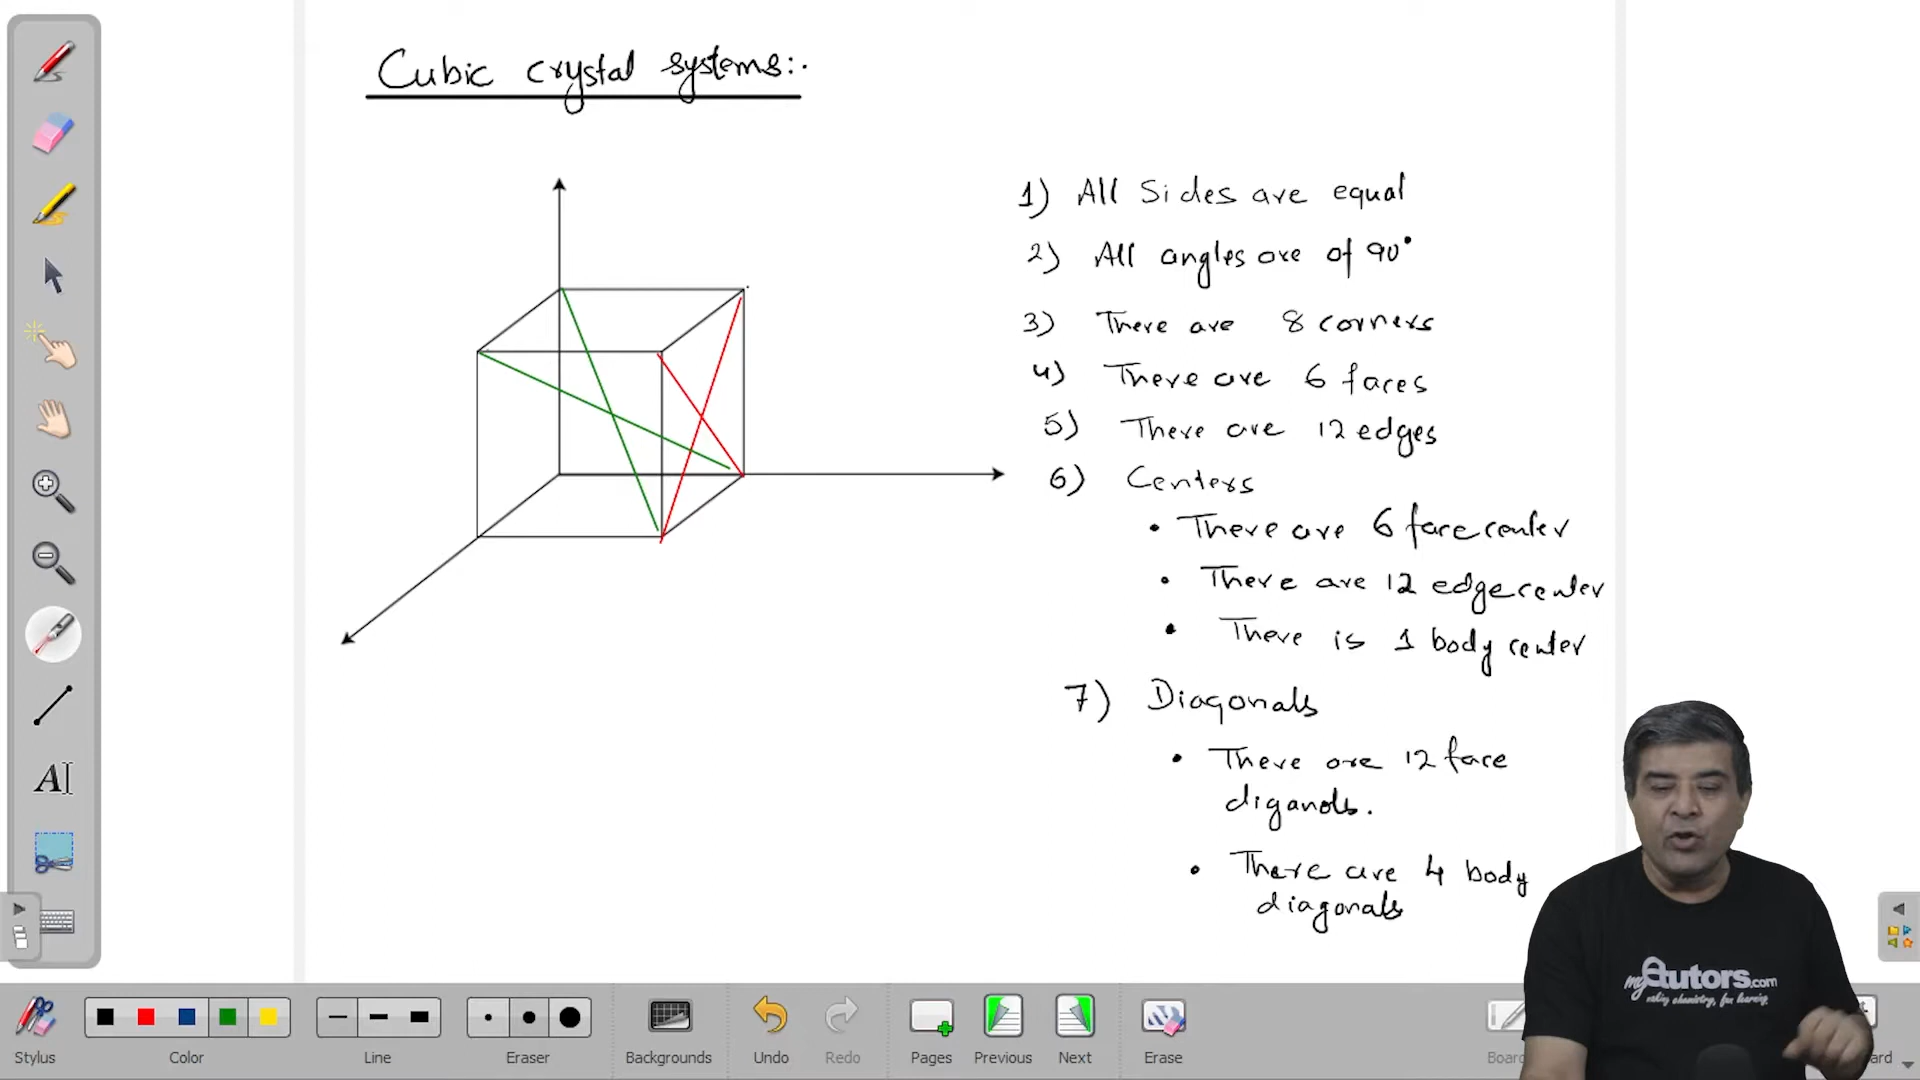 Cubic crystal systems:.
1) All Sides are equal
2) All angles are of 90°
3) There are 8 corners
4) There are 6 faces
5) There are 12 edges
6) Centers
• There are 6 face center
• There are 12 edge center
• There is 1 body center
7) Diagonals
• There are 12 face
diganols.
• There are 4 body
diagonals
myAtutors.com
A
Stylus
Color
Line
Eraser
Backgrounds
Undo
Redo
Pages
Previous
Next
Erase